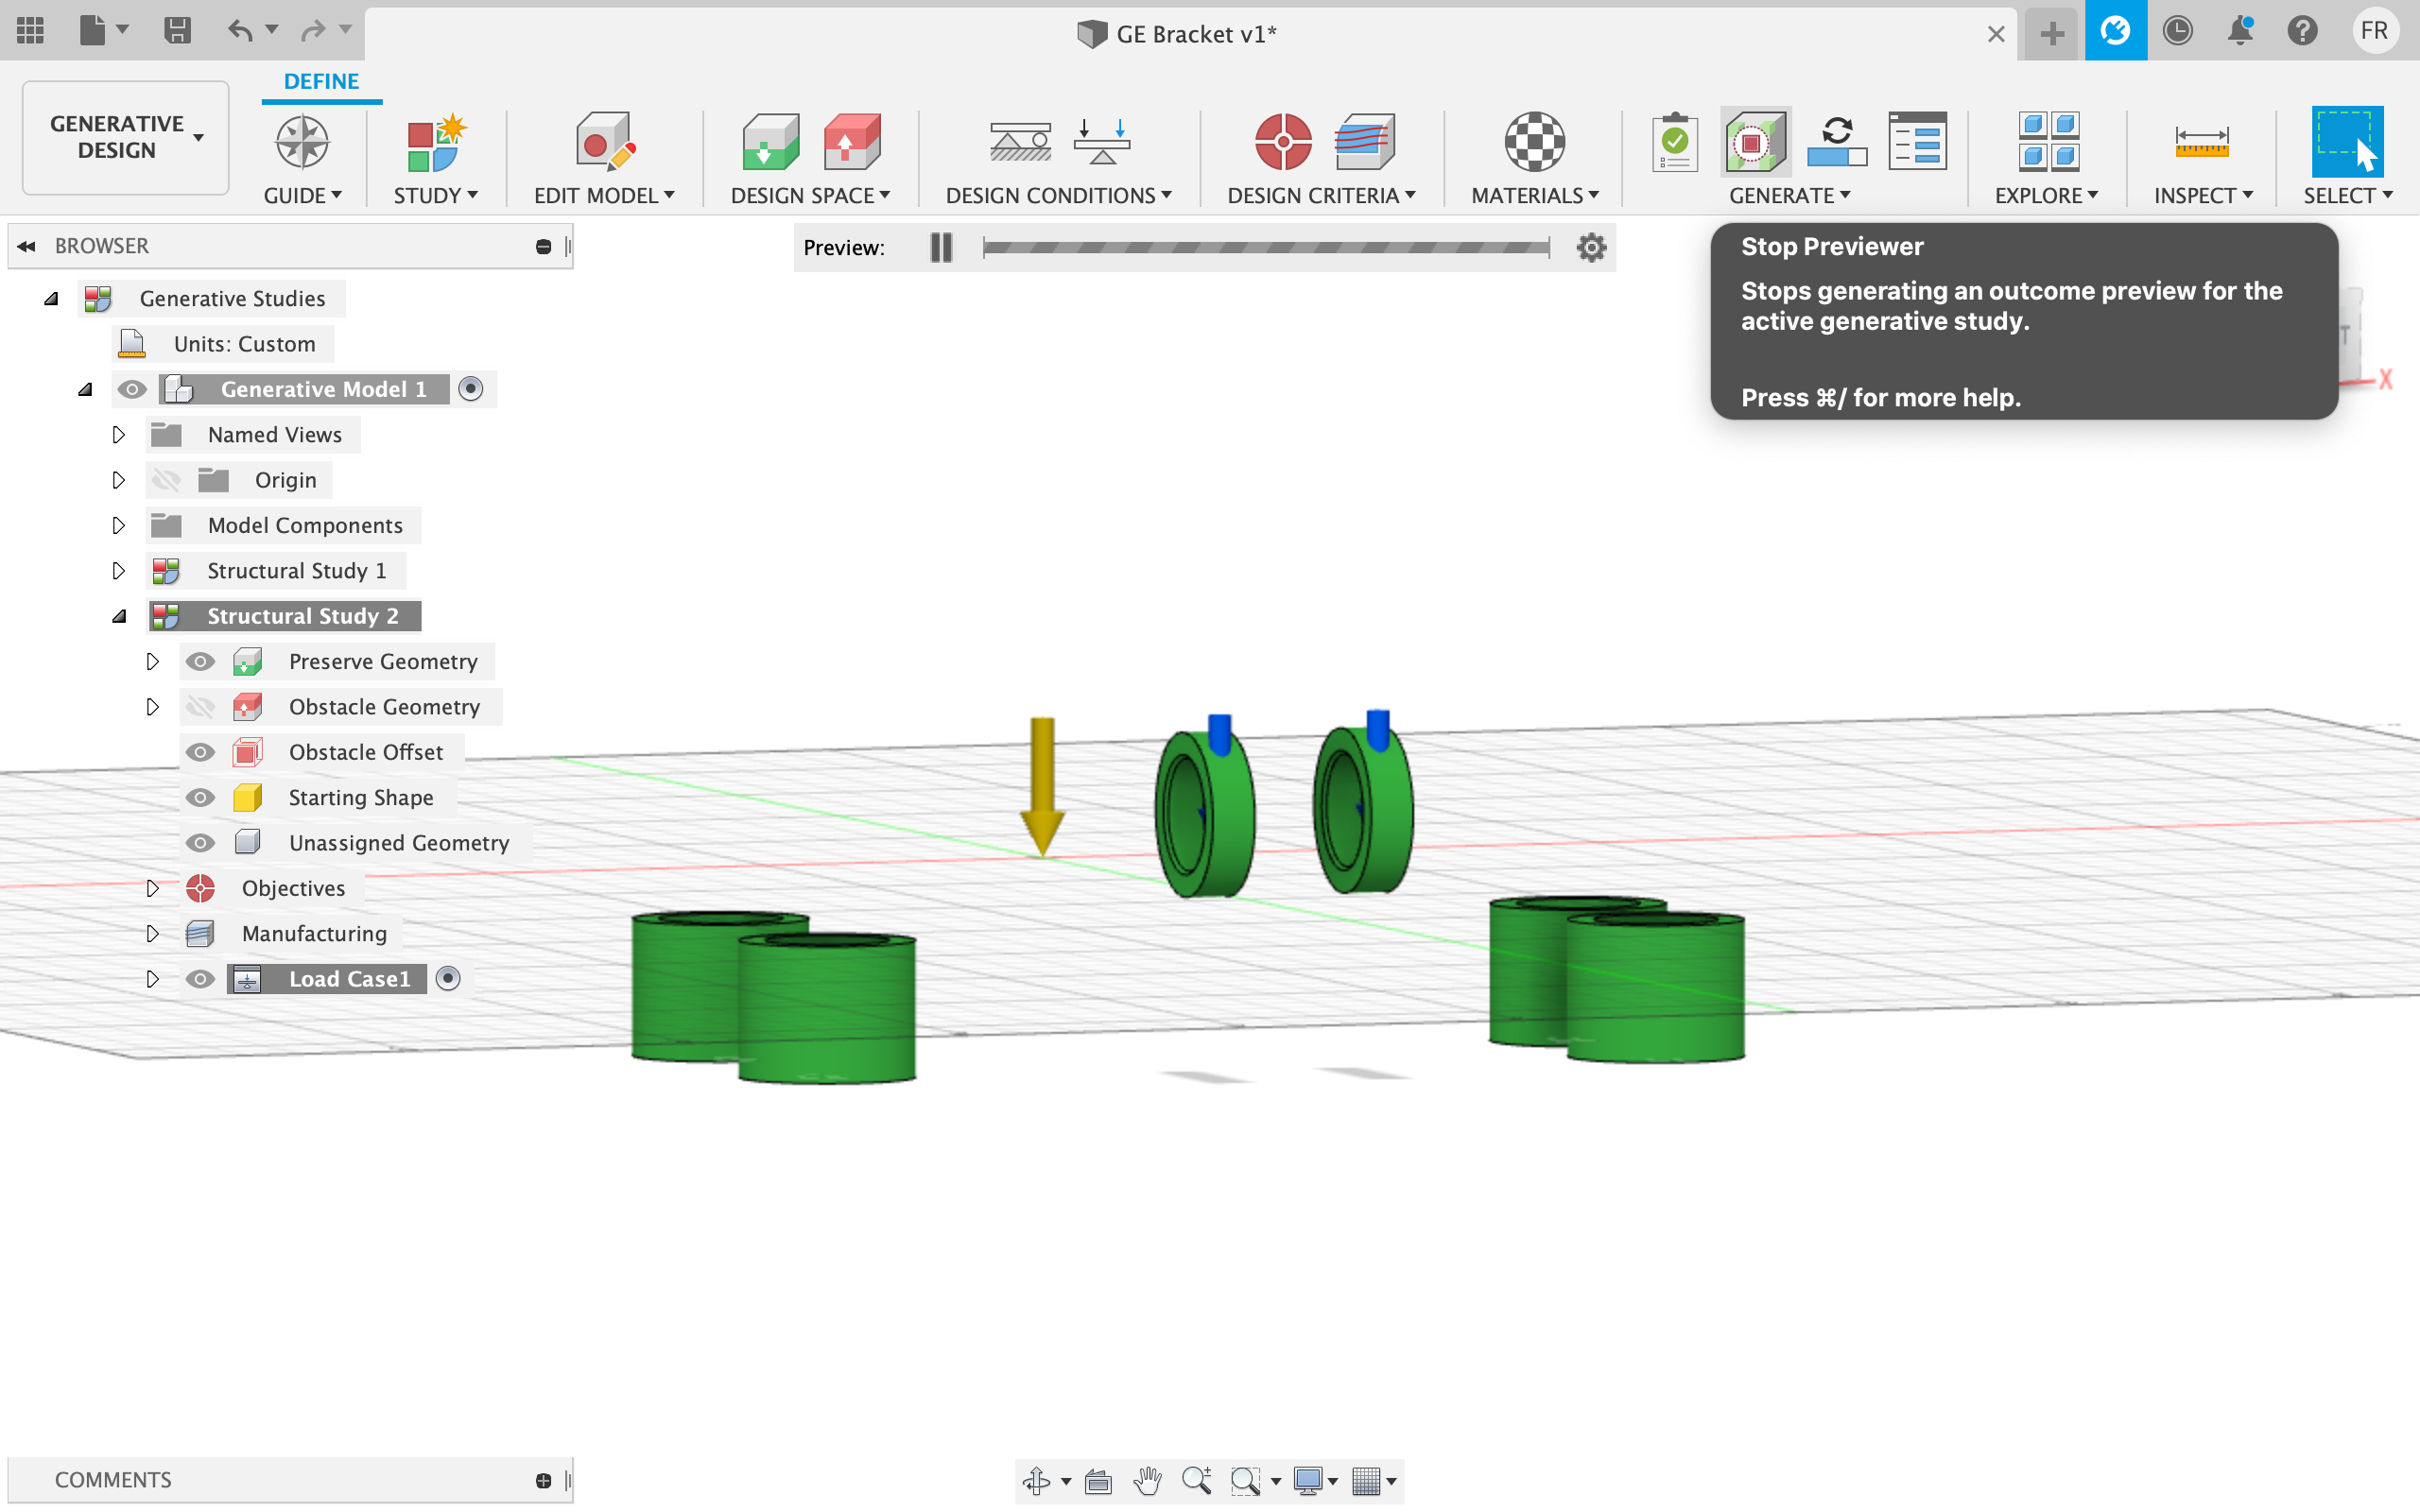 GE Bracket v1*
FR
DEFINE
GENERATIVE
DESIGN
GUIDE
STUDY
EDIT MODEL
DESIGN SPACE
DESIGN CONDITIONS
DESIGN CRITERIA
MATERIALS
GENERATE
EXPLORE
INSPECT
SELECT
BROWSER
Preview:
Stop Previewer
Stops generating an outcome preview for the
active generative study.
Press ⌘/ for more help.
T
X
Generative Studies
Units: Custom
Generative Model 1
Named Views
Origin
Model Components
Structural Study 1
Structural Study 2
Preserve Geometry
Obstacle Geometry
Obstacle Offset
Starting Shape
Unassigned Geometry
Objectives
Manufacturing
Load Case1
COMMENTS